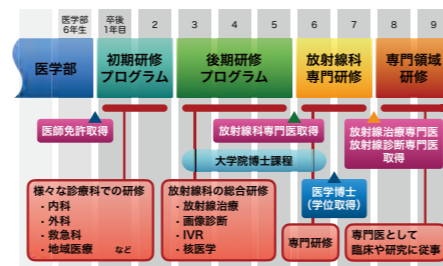 医学部
6年生
卒後
1年目
2
3
4
5
6
7
8
9
医学部
初期研修
プログラム
後期研修
プログラム
放射線科
専門研修
専門領域
研修
医師免許取得
放射線科専門医取得
放射線治療専門医
放射線診断専門医
取得
大学院博士課程
医学博士
(学位取得)
様々な診療科での研修
・内科
・外科
・救急科
・地域医療 など
放射線科の総合研修
・放射線治療
・画像診断
・IVR
・核医学
専門研修
専門医として
臨床や研究に従事